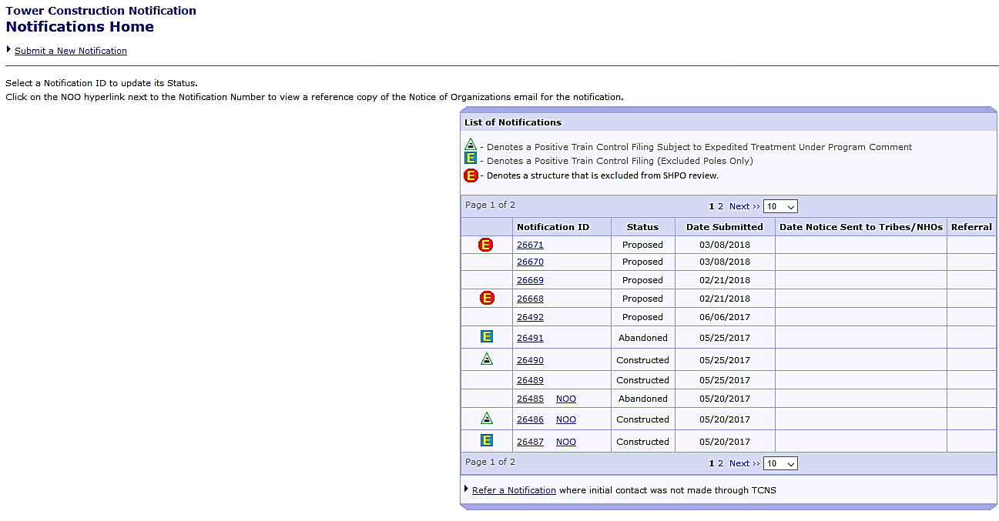 Tower Construction Notification
Notifications Home
Submit a New Notification
Select a Notification ID to update its Status.
Click on the NOO hyperlink next to the Notification Number to view a reference copy of the Notice of Organizations email for the notification.
List of Notifications
- Denotes a Positive Train Control Filing Subject to Expedited Treatment Under Program Comment
E - Denotes a Positive Train Control Filing (Excluded Poles Only)
E - Denotes a structure that is excluded from SHPO review.
Page 1 of 2 1 2 Next >> 10
Notification ID Status Date Submitted Date Notice Sent to Tribes/NHOs Referral
E 26671 Proposed 03/08/2018
26670 Proposed 03/08/2018
26669 Proposed 02/21/2018
E 26668 Proposed 02/21/2018
26492 Proposed 06/06/2017
E 26491 Abandoned 05/25/2017
26490 Constructed 05/25/2017
26489 Constructed 05/25/2017
26485 NOO Abandoned 05/20/2017
26486 NOO Constructed 05/20/2017
E 26487 NOO Constructed 05/20/2017
Page 1 of 2 1 2 Next >> 10
Refer a Notification where initial contact was not made through TCNS